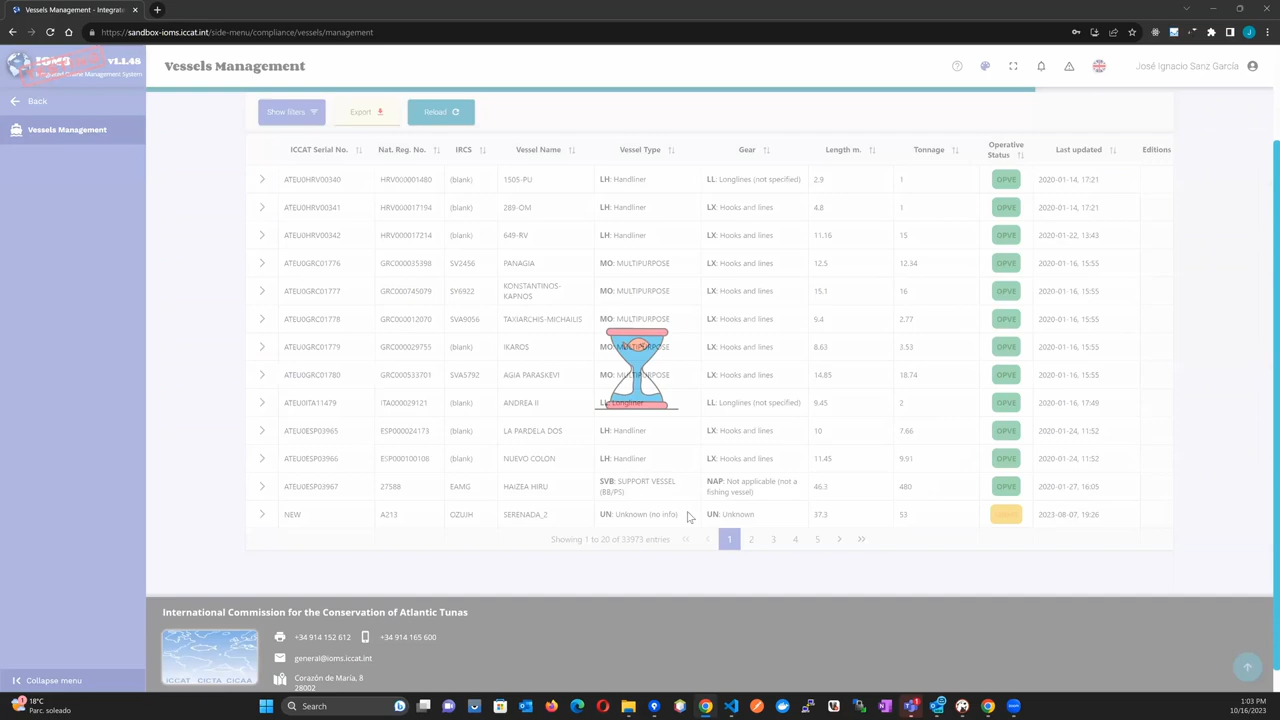 Vessels Management - Integrate
https://sandbox-ioms.iccat.int/side-menu/compliance/vessels/management
v1.1.48
Integrated Online Management System
Vessels Management
José Ignacio Sanz García
Back
Vessels Management
Show filters
Export
Reload
ICCAT Serial No. Nat. Reg. No. IRCS Vessel Name Vessel Type Gear Length m. Tonnage Operative Status Last updated Editions
ATEU0HRV00340 HRV000001480 (blank) 1505-PU LH: Handliner LL: Longlines (not specified) 2.9 1 OPVE 2020-01-14, 17:21
ATEU0HRV00341 HRV000017194 (blank) 289-OM LH: Handliner LX: Hooks and lines 4.8 1 OPVE 2020-01-14, 17:21
ATEU0HRV00342 HRV000017214 (blank) 649-RV LH: Handliner LX: Hooks and lines 11.16 15 OPVE 2020-01-22, 13:43
ATEU0GRC01776 GRC000035398 SV2456 PANAGIA MO: MULTIPURPOSE LX: Hooks and lines 12.5 12.34 OPVE 2020-01-16, 15:55
ATEU0GRC01777 GRC000745079 SY6922 KONSTANTINOS-KAPNOS MO: MULTIPURPOSE LX: Hooks and lines 15.1 16 OPVE 2020-01-16, 15:55
ATEU0GRC01778 GRC000012070 SVA9056 TAXIARCHIS-MICHAILIS MO: MULTIPURPOSE LX: Hooks and lines 9.4 2.77 OPVE 2020-01-16, 15:55
ATEU0GRC01779 GRC000029755 (blank) IKAROS MO: MULTIPURPOSE LX: Hooks and lines 8.63 3.53 OPVE 2020-01-16, 15:55
ATEU0GRC01780 GRC000533701 SVA5792 AGIA PARASKEVI MO: MULTIPURPOSE LX: Hooks and lines 14.85 18.74 OPVE 2020-01-16, 15:55
ATEU0ITA11479 ITA000029121 (blank) ANDREA II LL: Longliner LL: Longlines (not specified) 9.45 2 OPVE 2020-01-16, 17:49
ATEU0ESP03965 ESP000024173 (blank) LA PARDELA DOS LH: Handliner LX: Hooks and lines 10 7.66 OPVE 2020-01-24, 11:52
ATEU0ESP03966 ESP000100108 (blank) NUEVO COLON LH: Handliner LX: Hooks and lines 11.45 9.91 OPVE 2020-01-24, 11:52
ATEU0ESP03967 27588 EAMG HAIZEA HIRU SVB: SUPPORT VESSEL (BB/PS) NAP: Not applicable (not a fishing vessel) 46.3 480 OPVE 2020-01-27, 16:05
NEW A213 OZUJH SERENADA_2 UN: Unknown (no info) UN: Unknown 37.3 53 2023-08-07, 19:26
Showing 1 to 20 of 33973 entries
1 2 3 4 5
International Commission for the Conservation of Atlantic Tunas
+34 914 152 612 +34 914 165 600
general@ioms.iccat.int
Corazón de María, 8
28002
ICCAT CICTA CICAA
Collapse menu
18°C
Parc. soleado
Search
1:03 PM
10/16/2023